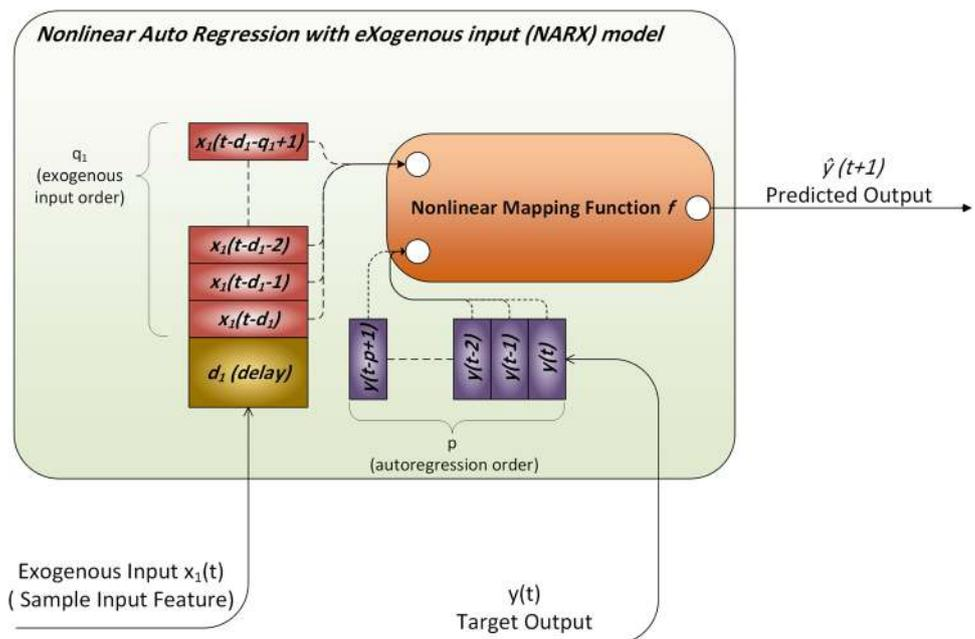 Nonlinear Auto Regression with eXogenous input (NARX) model
q₁
(exogenous
input order)
x₁(t-d₁-q₁+1)
x₁(t-d₁-2)
x₁(t-d₁-1)
x₁(t-d₁)
d₁ (delay)
Nonlinear Mapping Function f
ŷ (t+1)
Predicted Output
y(t-p+1)
y(t-2)
y(t-1)
y(t)
p
(autoregression order)
Exogenous Input x₁(t)
( Sample Input Feature)
y(t)
Target Output